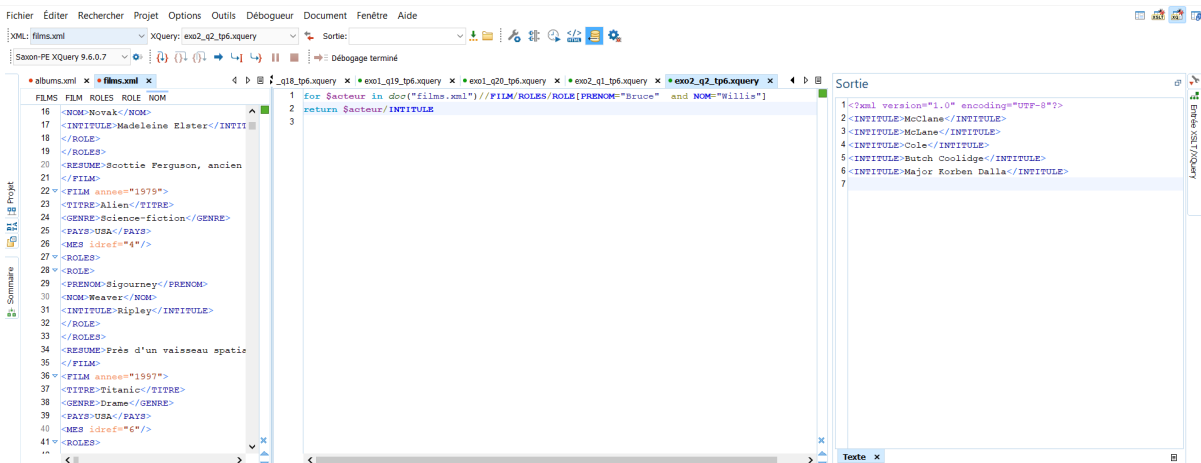 Fichier Éditer Rechercher Projet Options Outils Débogueur Document Fenêtre Aide
XML: films.xml XQuery: exo2_q2_tp6.xquery Sortie:
Saxon-PE XQuery 9.6.0.7 Débogage terminé
albums.xml × films.xml ×
FILMS FILM ROLES ROLE NOM
16 <NOM>Novak</NOM>
17 <INTITULE>Madeleine Elster</INTIT
18 </ROLE>
19 </ROLES>
20 <RESUME>Scottie Ferguson, ancien
21 </FILM>
22 <FILM annee="1979">
23 <TITRE>Alien</TITRE>
24 <GENRE>Science-fiction</GENRE>
25 <PAYS>USA</PAYS>
26 <MES idref="4"/>
27 <ROLES>
28 <ROLE>
29 <PRENOM>Sigourney</PRENOM>
30 <NOM>Weaver</NOM>
31 <INTITULE>Ripley</INTITULE>
32 </ROLE>
33 </ROLES>
34 <RESUME>Près d'un vaisseau spatia
35 </FILM>
36 <FILM annee="1997">
37 <TITRE>Titanic</TITRE>
38 <GENRE>Drame</GENRE>
39 <PAYS>USA</PAYS>
40 <MES idref="6"/>
41 <ROLES>
_q18_tp6.xquery × exo1_q19_tp6.xquery × exo1_q20_tp6.xquery × exo2_q1_tp6.xquery × exo2_q2_tp6.xquery ×
1 for $acteur in doc("films.xml")//FILM/ROLES/ROLE[PRENOM="Bruce" and NOM="Willis"]
2 return $acteur/INTITULE
3
Sortie
1 <?xml version="1.0" encoding="UTF-8"?>
2 <INTITULE>McClane</INTITULE>
3 <INTITULE>McLane</INTITULE>
4 <INTITULE>Cole</INTITULE>
5 <INTITULE>Butch Coolidge</INTITULE>
6 <INTITULE>Major Korben Dalla</INTITULE>
7
Texte ×
Projet
DITA
Sommaire
Entrée XSLT/XQuery